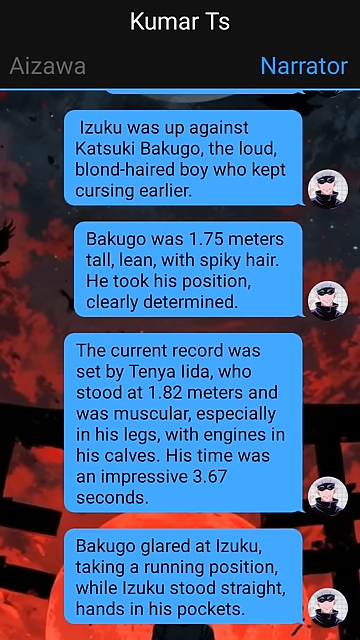 Kumar Ts
Aizawa
Narrator
Izuku was up against
Katsuki Bakugo, the loud,
blond-haired boy who kept
cursing earlier.
Bakugo was 1.75 meters
tall, lean, with spiky hair.
He took his position,
clearly determined.
The current record was
set by Tenya Iida, who
stood at 1.82 meters and
was muscular, especially
in his legs, with engines in
his calves. His time was
an impressive 3.67
seconds.
Bakugo glared at Izuku,
taking a running position,
while Izuku stood straight,
hands in his pockets.